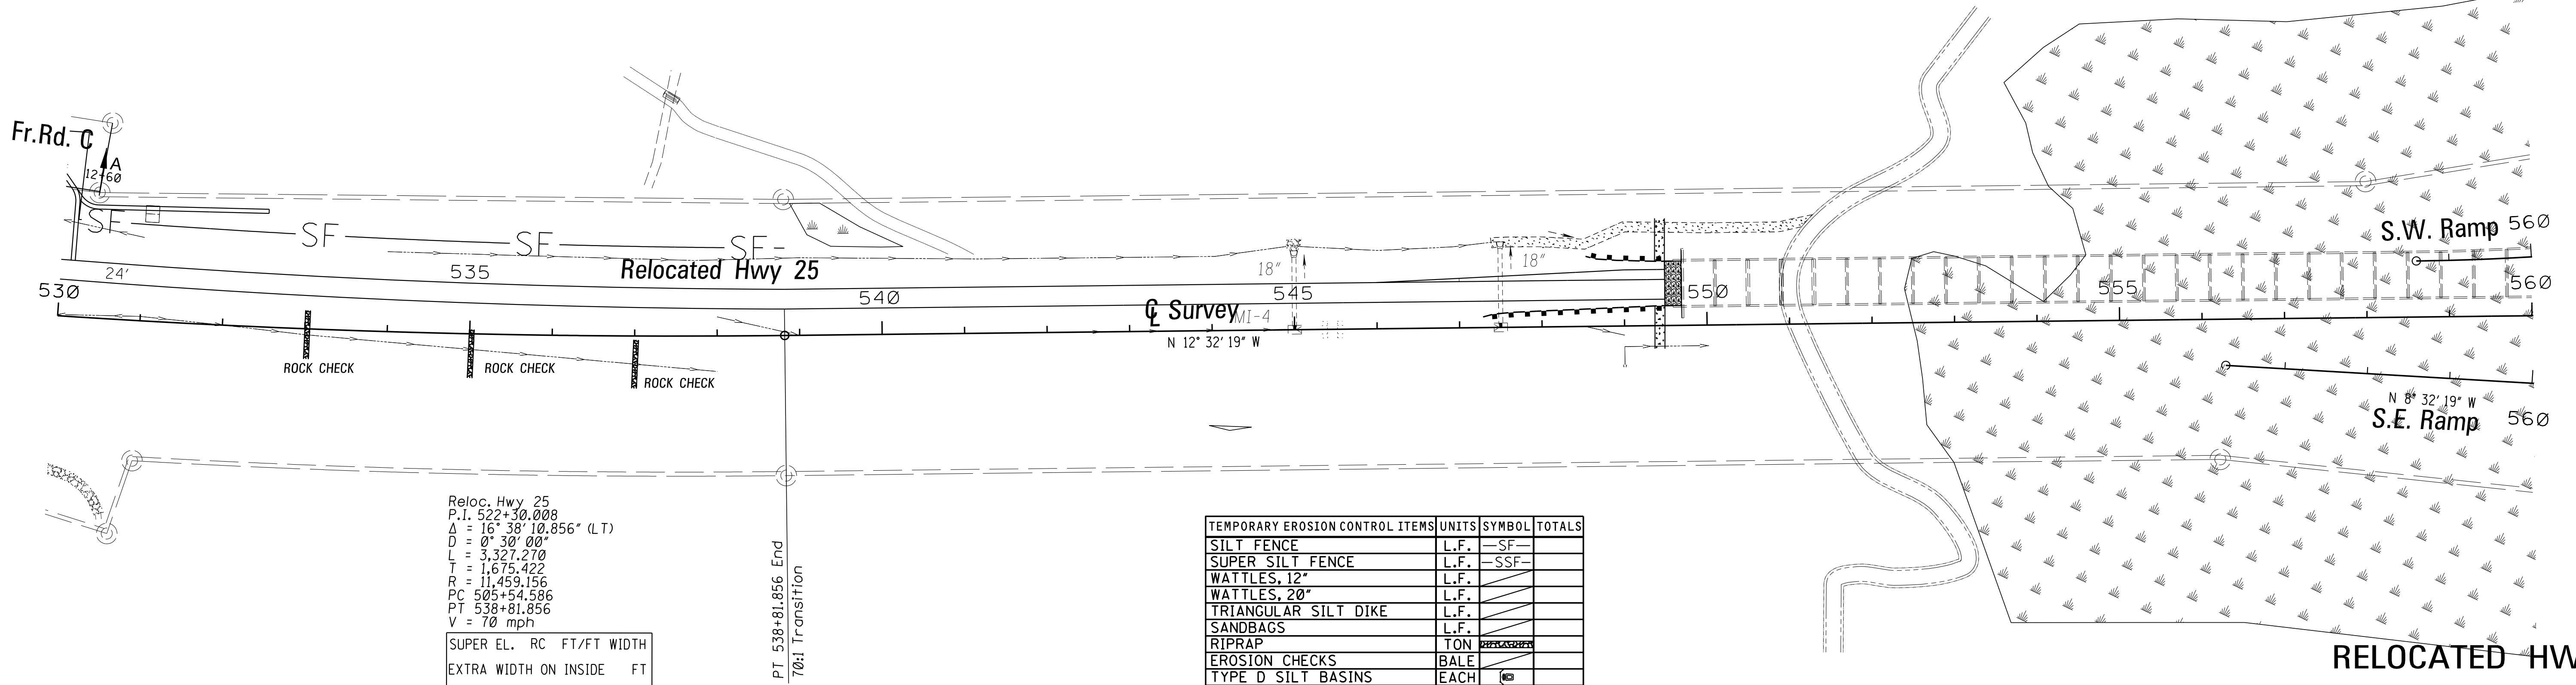 Fr.Rd. C
A
12+60
SF
SF
SF
SF
24'
530
535
Relocated Hwy 25
540
18"
545
18"
550
555
S.W. Ramp 560
560
℄ Survey
MI-4
N 12° 32' 19" W
ROCK CHECK
ROCK CHECK
ROCK CHECK
N 8° 32' 19" W
S.E. Ramp 560
Reloc. Hwy 25
P.I. 522+30.008
Δ = 16° 38' 10.856" (LT)
D = 0° 30' 00"
L = 3,327.270
T = 1,675.422
R = 11,459.156
PC 505+54.586
PT 538+81.856
V = 70 mph
SUPER EL. RC FT/FT WIDTH
EXTRA WIDTH ON INSIDE FT
PT 538+81.856 End
70:1 Transition
TEMPORARY EROSION CONTROL ITEMS UNITS SYMBOL TOTALS
SILT FENCE L.F. —SF—
SUPER SILT FENCE L.F. —SSF—
WATTLES, 12" L.F.
WATTLES, 20" L.F.
TRIANGULAR SILT DIKE L.F.
SANDBAGS L.F.
RIPRAP TON
EROSION CHECKS BALE
TYPE D SILT BASINS EACH
RELOCATED HW